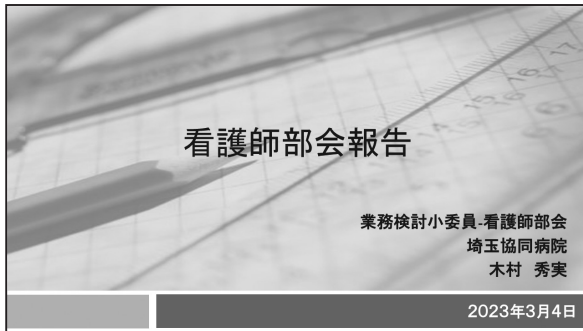 看護師部会報告
業務検討小委員-看護師部会
埼玉協同病院
木村 秀実
2023年3月4日